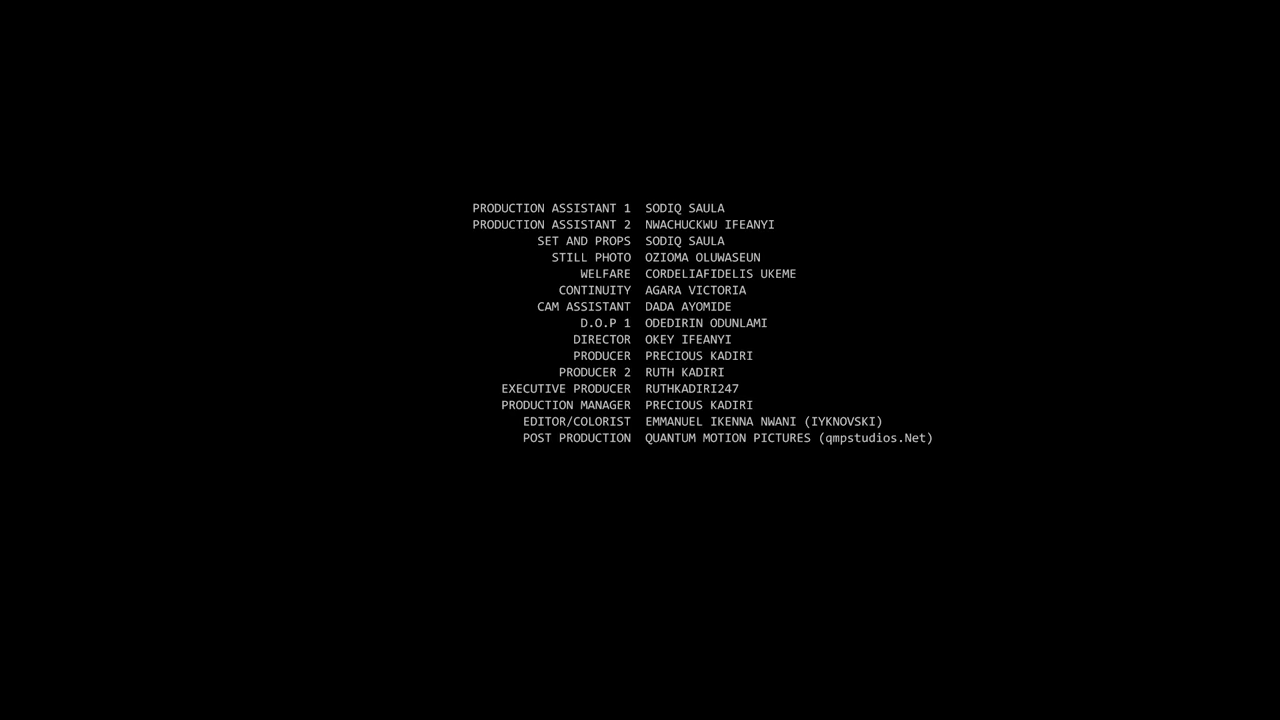 PRODUCTION ASSISTANT 1 SODIQ SAULA
PRODUCTION ASSISTANT 2 NWACHUCKWU IFEANYI
SET AND PROPS SODIQ SAULA
STILL PHOTO OZIOMA OLUWASEUN
WELFARE CORDELIAFIDELIS UKEME
CONTINUITY AGARA VICTORIA
CAM ASSISTANT DADA AYOMIDE
D.O.P 1 ODEDIRIN ODUNLAMI
DIRECTOR OKEY IFEANYI
PRODUCER PRECIOUS KADIRI
PRODUCER 2 RUTH KADIRI
EXECUTIVE PRODUCER RUTHKADIRI247
PRODUCTION MANAGER PRECIOUS KADIRI
EDITOR/COLORIST EMMANUEL IKENNA NWANI (IYKNOVSKI)
POST PRODUCTION QUANTUM MOTION PICTURES (qmpstudios.Net)